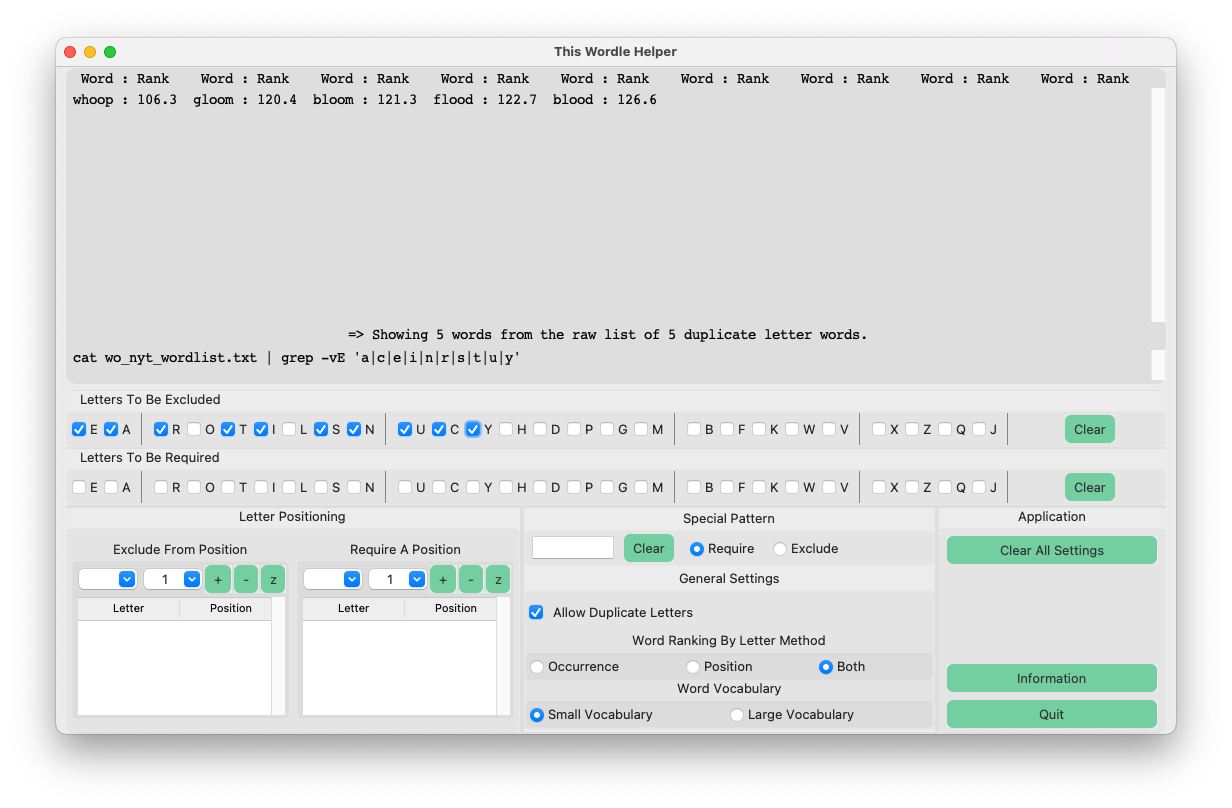 This Wordle Helper
Word : Rank Word : Rank Word : Rank Word : Rank Word : Rank Word : Rank Word : Rank Word : Rank Word : Rank
whoop : 106.3 gloom : 120.4 bloom : 121.3 flood : 122.7 blood : 126.6
=> Showing 5 words from the raw list of 5 duplicate letter words.
cat wo_nyt_wordlist.txt | grep -vE 'a|c|e|i|n|r|s|t|u|y'
Letters To Be Excluded
E A R O T I L S N U C Y H D P G M B F K W V X Z Q J Clear
Letters To Be Required
E A R O T I L S N U C Y H D P G M B F K W V X Z Q J Clear
Letter Positioning
Exclude From Position Require A Position
1 + - z 1 + - z
Letter Position Letter Position
Special Pattern
Clear Require Exclude
General Settings
Allow Duplicate Letters
Word Ranking By Letter Method
Occurrence Position Both
Word Vocabulary
Small Vocabulary Large Vocabulary
Application
Clear All Settings
Information
Quit